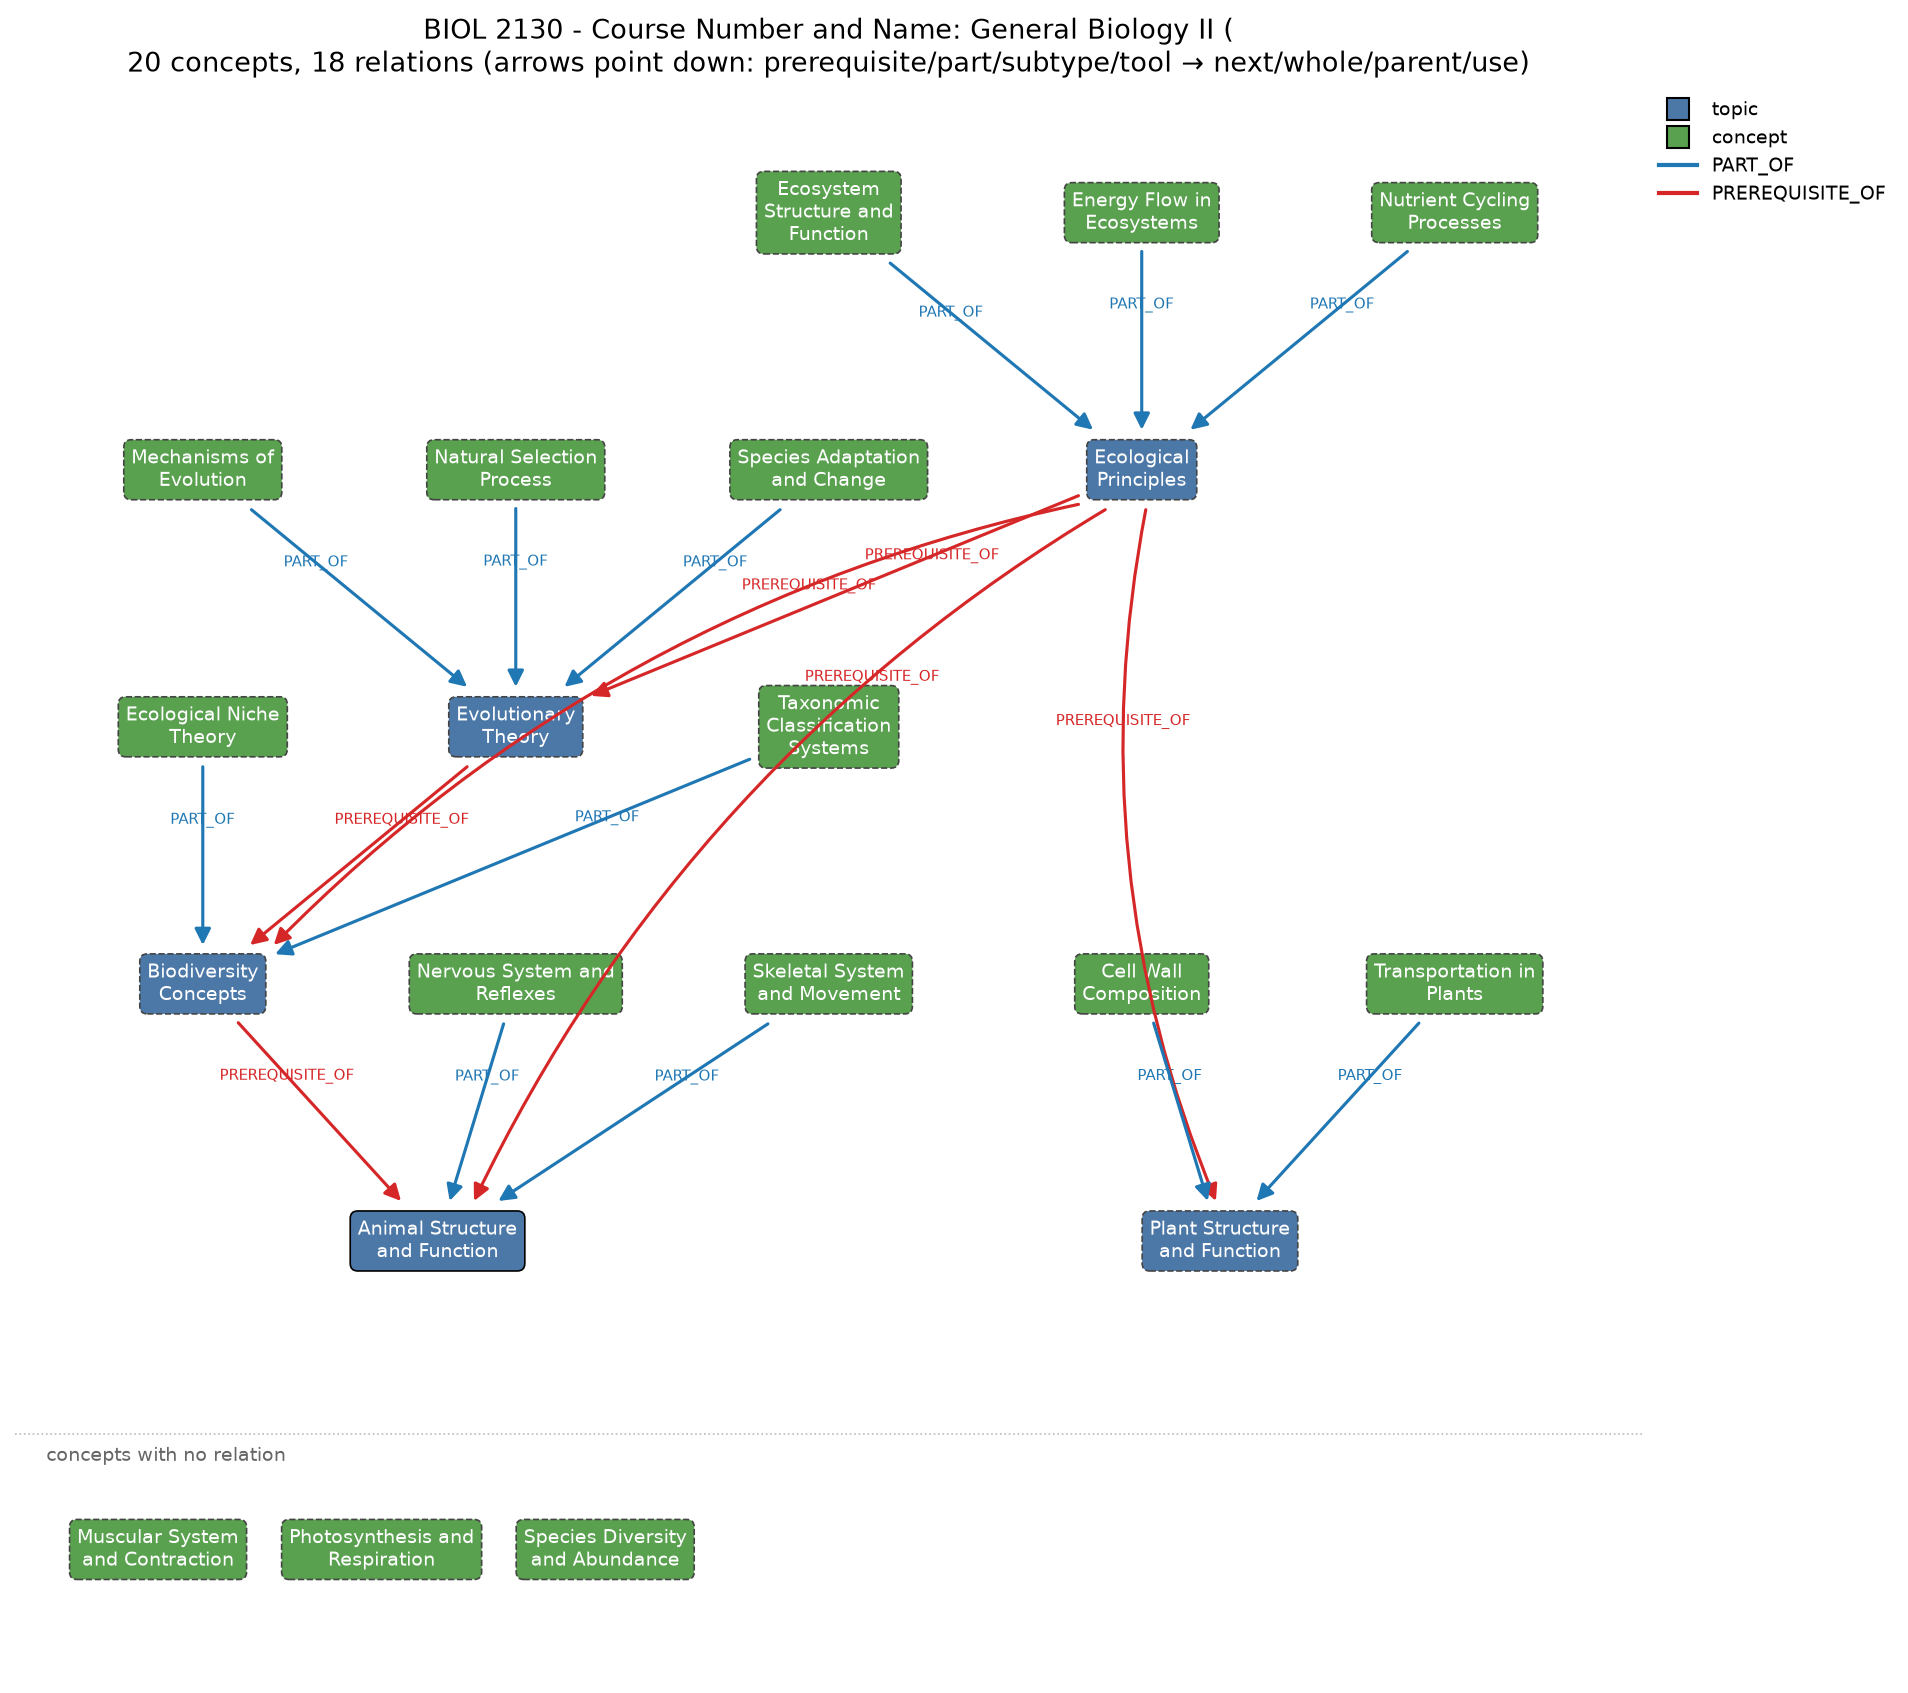 BIOL 2130 - Course Number and Name: General Biology II (
20 concepts, 18 relations (arrows point down: prerequisite/part/subtype/tool → next/whole/parent/use)
topic
concept
PART_OF
PREREQUISITE_OF
Ecosystem
Structure and
Function
Energy Flow in
Ecosystems
Nutrient Cycling
Processes
PART_OF
PART_OF
PART_OF
Mechanisms of
Evolution
Natural Selection
Process
Species Adaptation
and Change
Ecological
Principles
PART_OF
PART_OF
PART_OF
PREREQUISITE_OF
PREREQUISITE_OF
PREREQUISITE_OF
PREREQUISITE_OF
Ecological Niche
Theory
Evolutionary
Theory
Taxonomic
Classification
Systems
PART_OF
PREREQUISITE_OF
PART_OF
Biodiversity
Concepts
Nervous System and
Reflexes
Skeletal System
and Movement
Cell Wall
Composition
Transportation in
Plants
PREREQUISITE_OF
PART_OF
PART_OF
PART_OF
PART_OF
Animal Structure
and Function
Plant Structure
and Function
concepts with no relation
Muscular System
and Contraction
Photosynthesis and
Respiration
Species Diversity
and Abundance